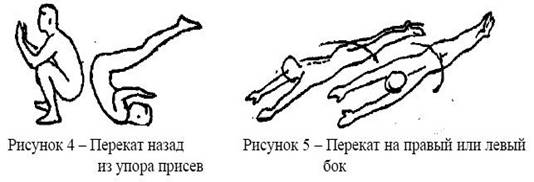 Рисунок 4 – Перекат назад
из упора присев
Рисунок 5 – Перекат на правый или левый
бок